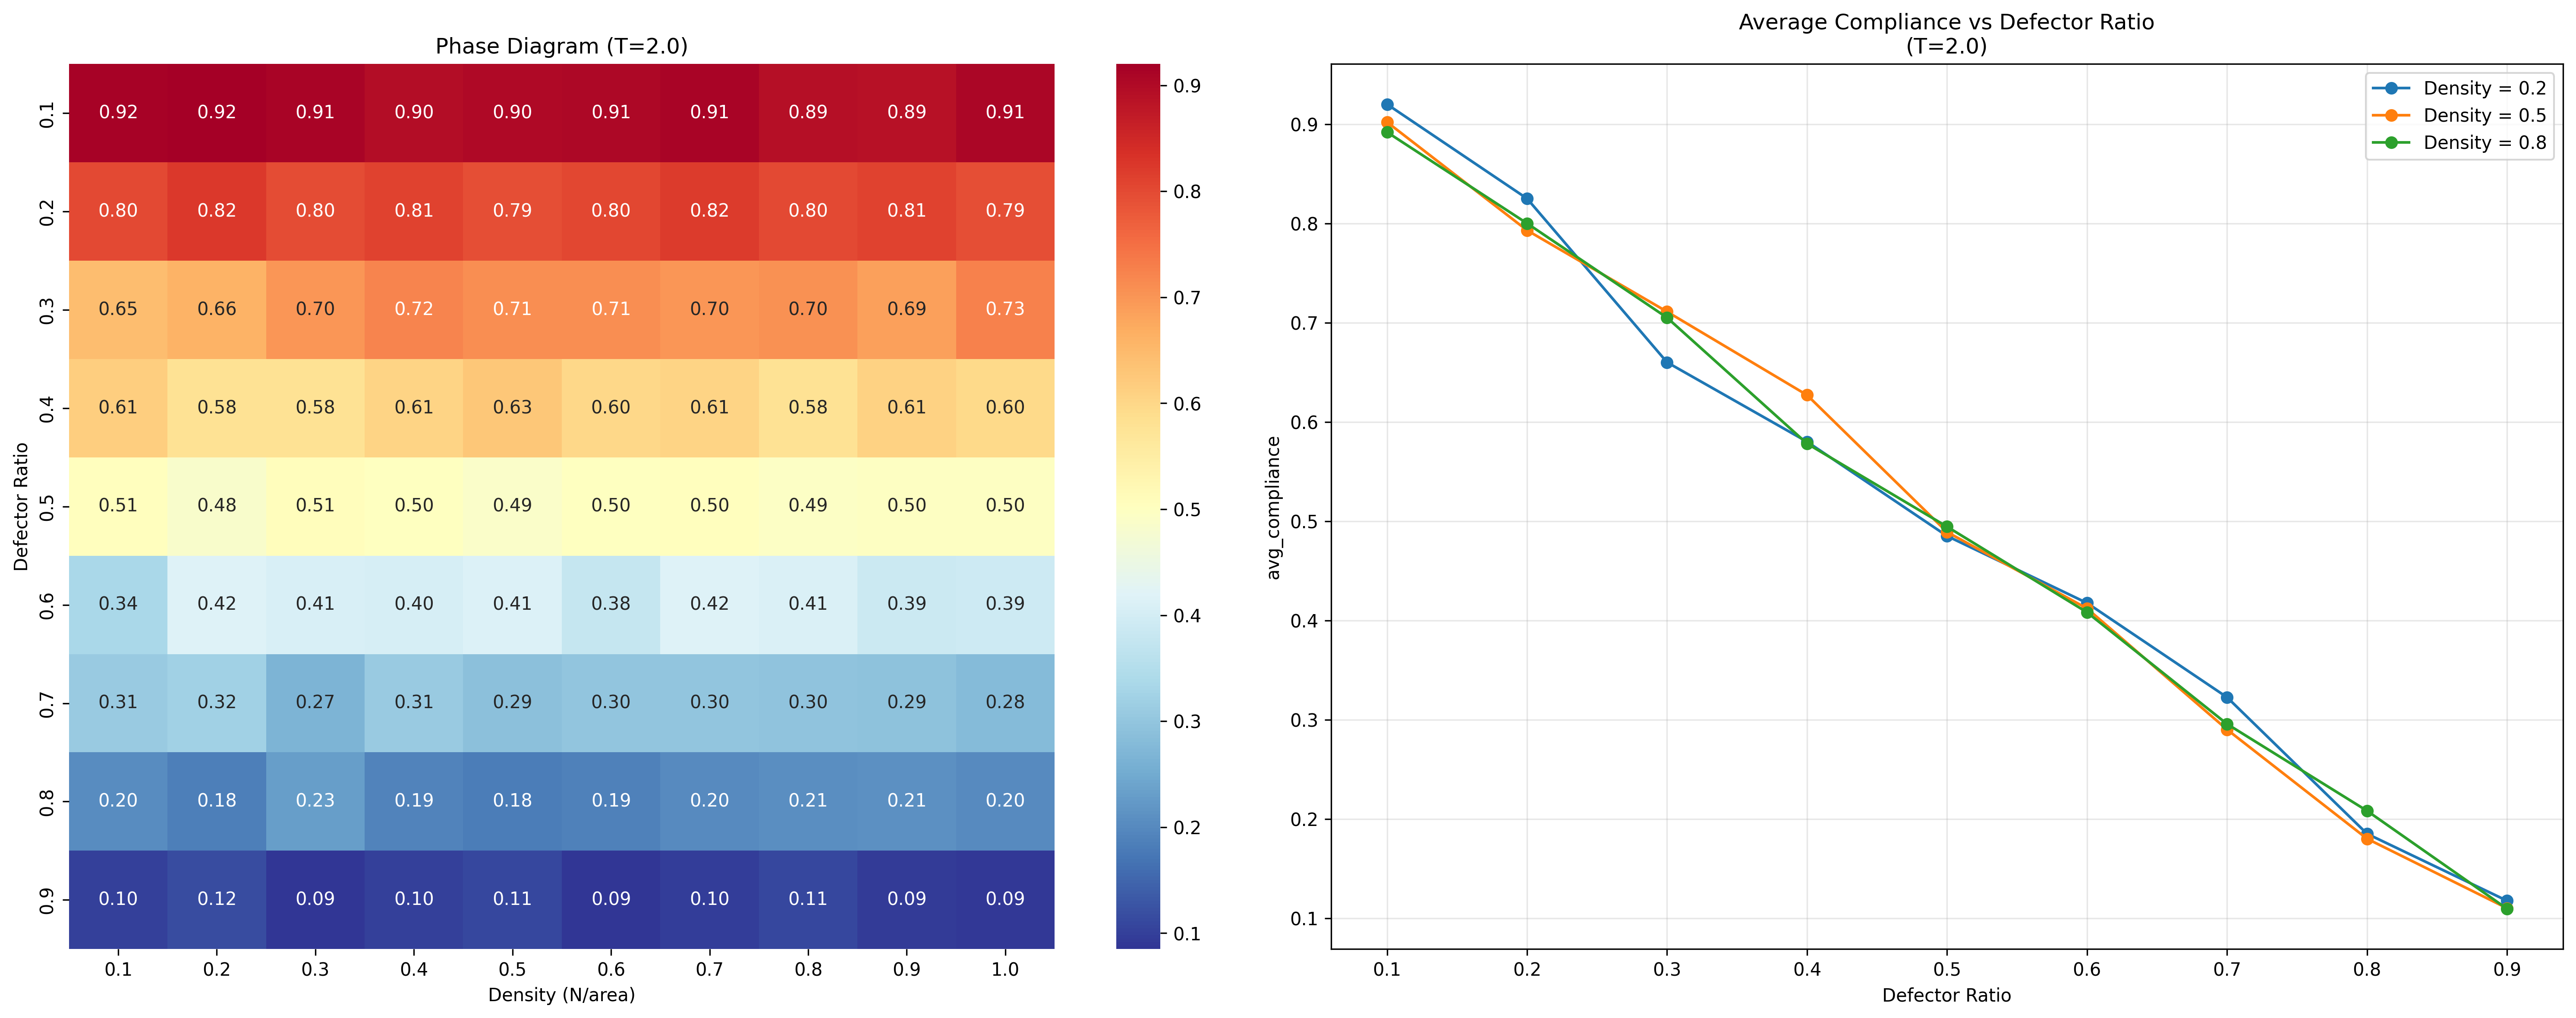 Phase Diagram (T=2.0)
0.1 0.92 0.92 0.91 0.90 0.90 0.91 0.91 0.89 0.89 0.91
0.2 0.80 0.82 0.80 0.81 0.79 0.80 0.82 0.80 0.81 0.79
0.3 0.65 0.66 0.70 0.72 0.71 0.71 0.70 0.70 0.69 0.73
0.4 0.61 0.58 0.58 0.61 0.63 0.60 0.61 0.58 0.61 0.60
0.5 0.51 0.48 0.51 0.50 0.49 0.50 0.50 0.49 0.50 0.50
0.6 0.34 0.42 0.41 0.40 0.41 0.38 0.42 0.41 0.39 0.39
0.7 0.31 0.32 0.27 0.31 0.29 0.30 0.30 0.30 0.29 0.28
0.8 0.20 0.18 0.23 0.19 0.18 0.19 0.20 0.21 0.21 0.20
0.9 0.10 0.12 0.09 0.10 0.11 0.09 0.10 0.11 0.09 0.09
0.1 0.2 0.3 0.4 0.5 0.6 0.7 0.8 0.9 1.0
Density (N/area)
Defector Ratio
0.9
0.8
0.7
0.6
0.5
0.4
0.3
0.2
0.1
Average Compliance vs Defector Ratio
(T=2.0)
Density = 0.2
Density = 0.5
Density = 0.8
avg_compliance
0.9
0.8
0.7
0.6
0.5
0.4
0.3
0.2
0.1
0.1 0.2 0.3 0.4 0.5 0.6 0.7 0.8 0.9
Defector Ratio